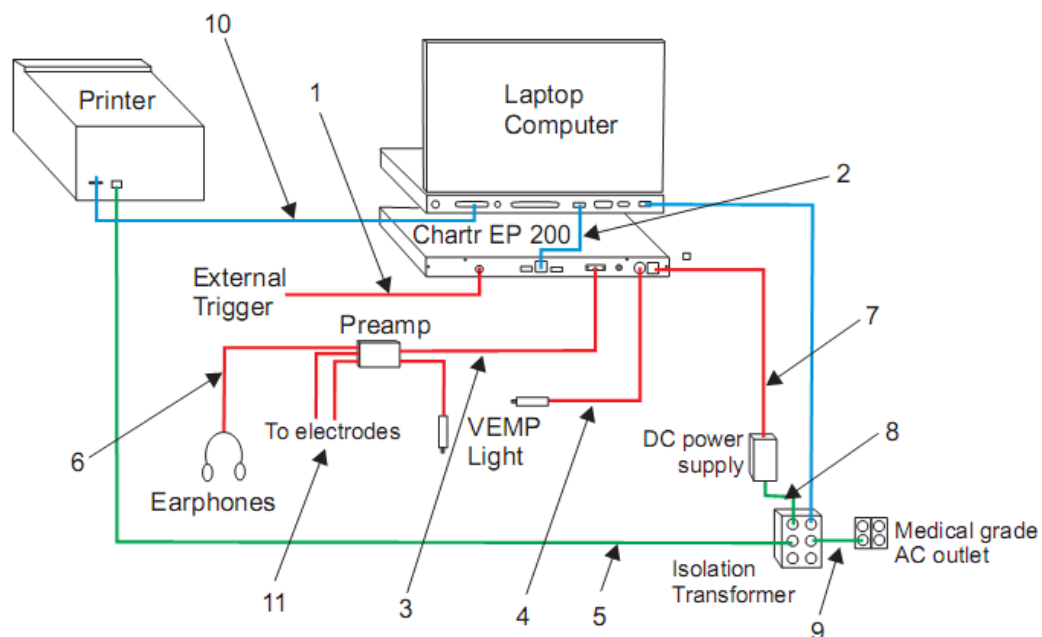 10
Printer
1
Laptop
Computer
2
Chartr EP 200
External
Trigger
Preamp
7
6
To electrodes
VEMP
Light
DC power
supply
8
Earphones
Medical grade
AC outlet
Isolation
Transformer
11
3
4
5
9